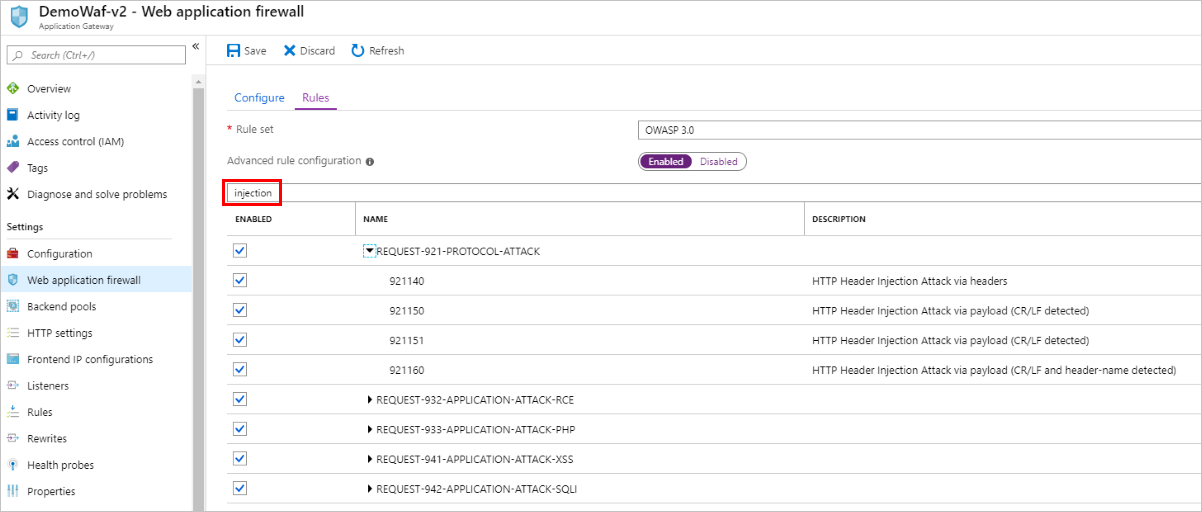 DemoWaf-v2 - Web application firewall
Application Gateway
Search (Ctrl+/)
«
Save Discard Refresh
Overview
Activity log
Access control (IAM)
Tags
Diagnose and solve problems
Settings
Configuration
Web application firewall
Backend pools
HTTP settings
Frontend IP configurations
Listeners
Rules
Rewrites
Health probes
Properties
Configure Rules
* Rule set OWASP 3.0
Advanced rule configuration Enabled Disabled
injection
ENABLED NAME DESCRIPTION
REQUEST-921-PROTOCOL-ATTACK
921140 HTTP Header Injection Attack via headers
921150 HTTP Header Injection Attack via payload (CR/LF detected)
921151 HTTP Header Injection Attack via payload (CR/LF detected)
921160 HTTP Header Injection Attack via payload (CR/LF and header-name detected)
REQUEST-932-APPLICATION-ATTACK-RCE
REQUEST-933-APPLICATION-ATTACK-PHP
REQUEST-941-APPLICATION-ATTACK-XSS
REQUEST-942-APPLICATION-ATTACK-SQLI